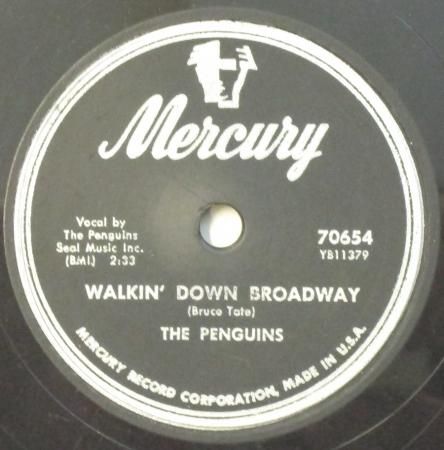 Mercury
Vocal by
The Penguins
Seal Music Inc.
(BMI.) 2:33
70654
YB11379
WALKIN' DOWN BROADWAY
(Bruce Tate)
THE PENGUINS
MERCURY RECORD CORPORATION, MADE IN U.S.A.